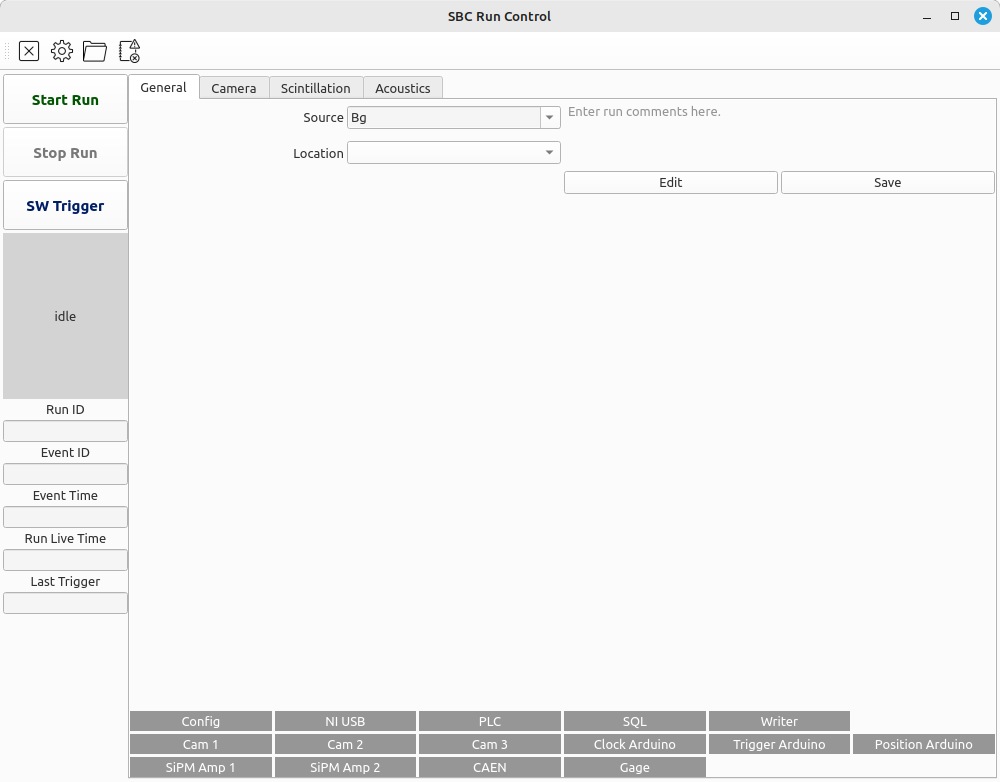 SBC Run Control
Start Run
Stop Run
SW Trigger
idle
Run ID
Event ID
Event Time
Run Live Time
Last Trigger
General Camera Scintillation Acoustics
Source Bg Enter run comments here.
Location
Edit Save
Config NI USB PLC SQL Writer
Cam 1 Cam 2 Cam 3 Clock Arduino Trigger Arduino Position Arduino
SiPM Amp 1 SiPM Amp 2 CAEN Gage